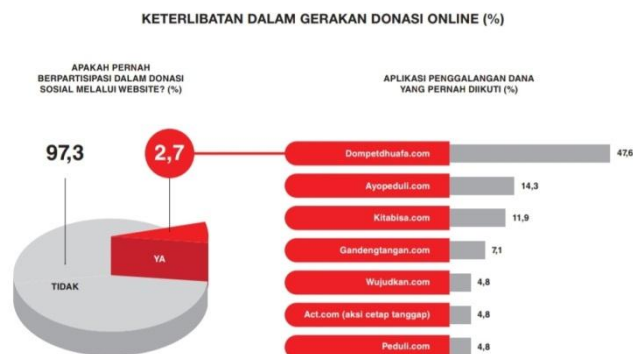 KETERLIBATAN DALAM GERAKAN DONASI ONLINE (%)
APAKAH PERNAH
BERPARTISIPASI DALAM DONASI
SOSIAL MELALUI WEBSITE? (%)
97,3
2,7
YA
TIDAK
APLIKASI PENGGALANGAN DANA
YANG PERNAH DIIKUTI (%)
Dompetdhuafa.com 47,6
Ayopeduli.com 14,3
Kitabisa.com 11,9
Gandengtangan.com 7,1
Wujudkan.com 4,8
Act.com (aksi cetap tanggap) 4,8
Peduli.com 4,8